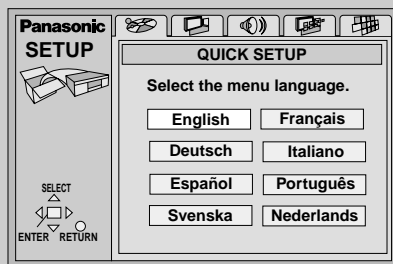 Panasonic
SETUP
QUICK SETUP
Select the menu language.
English Français
Deutsch Italiano
Español Português
Svenska Nederlands
SELECT
ENTER RETURN